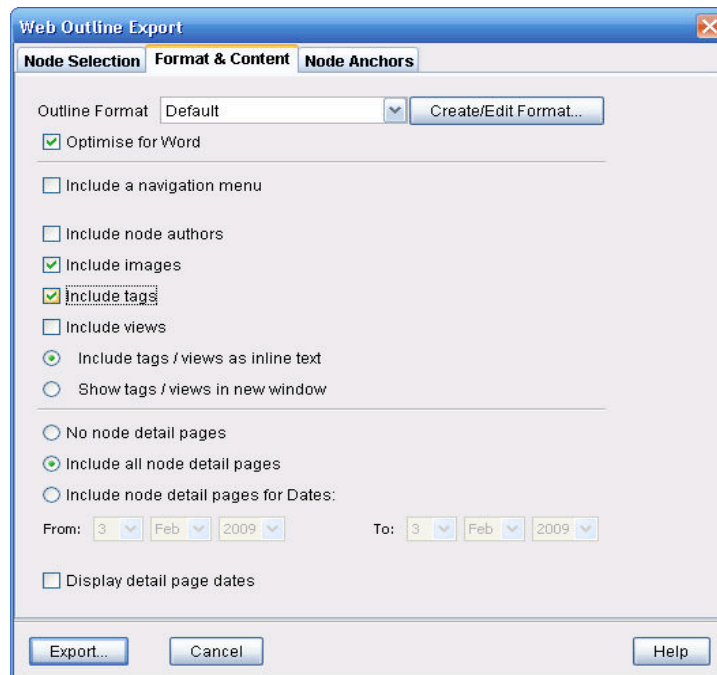 Web Outline Export
Node Selection Format & Content Node Anchors
Outline Format Default Create/Edit Format...
Optimise for Word
Include a navigation menu
Include node authors
Include images
Include tags
Include views
Include tags / views as inline text
Show tags / views in new window
No node detail pages
Include all node detail pages
Include node detail pages for Dates:
From: 3 Feb 2009 To: 3 Feb 2009
Display detail page dates
Export... Cancel Help